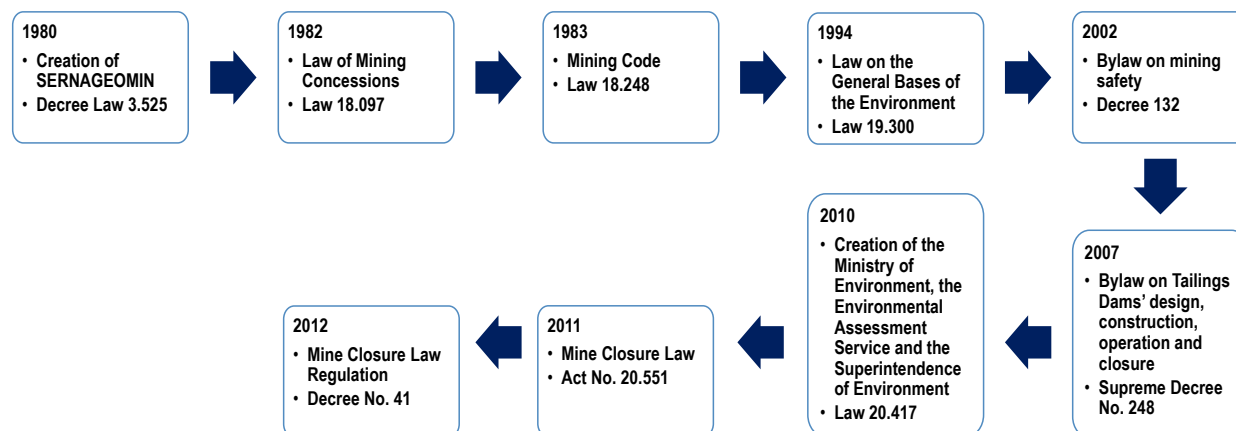 1980
• Creation of
SERNAGEOMIN
• Decree Law 3.525
1982
• Law of Mining
Concessions
• Law 18.097
1983
• Mining Code
• Law 18.248
1994
• Law on the
General Bases of
the Environment
• Law 19.300
2002
• Bylaw on mining
safety
• Decree 132
2007
• Bylaw on Tailings
Dams’ design,
construction,
operation and
closure
• Supreme Decree
No. 248
2010
• Creation of the
Ministry of
Environment, the
Environmental
Assessment
Service and the
Superintendence
of Environment
• Law 20.417
2011
• Mine Closure Law
• Act No. 20.551
2012
• Mine Closure Law
Regulation
• Decree No. 41